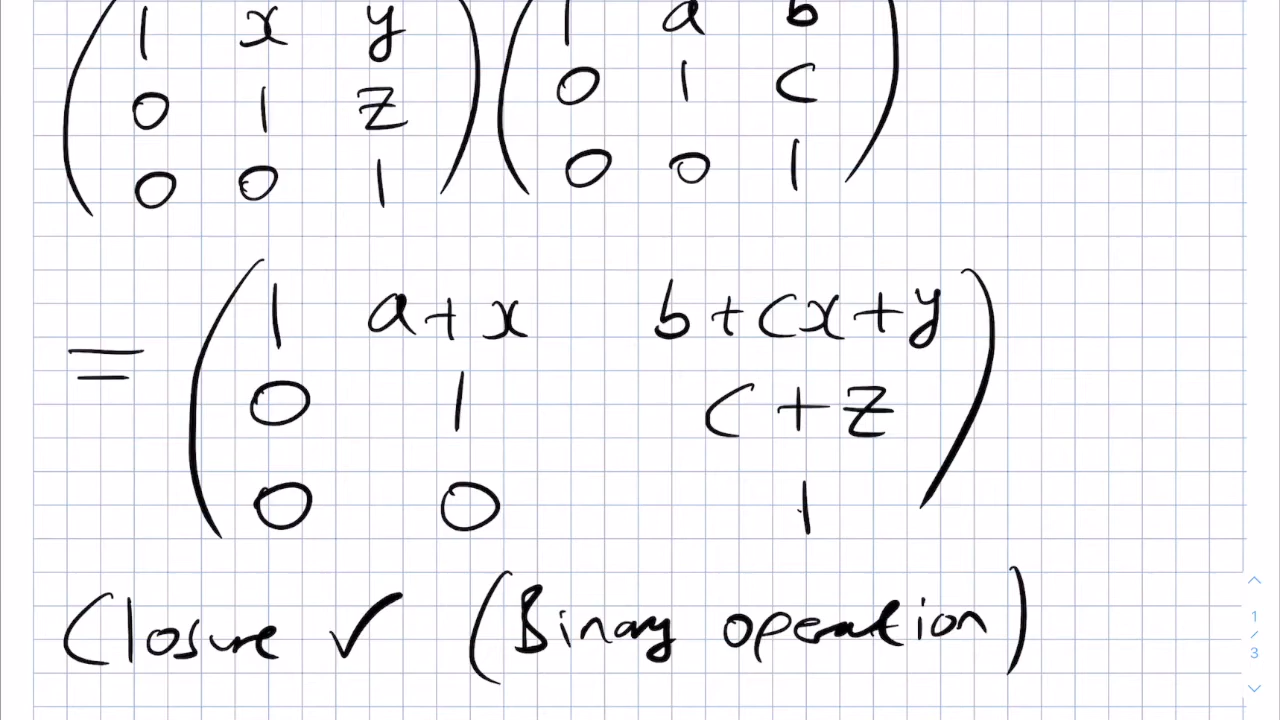 (1 x y) (1 a b)
(0 1 z) (0 1 c)
(0 0 1) (0 0 1)
(1 a+x b+cx+y)
= (0 1 c+z)
(0 0 1)
Closure ✓ (Binary operation)
1
/
3